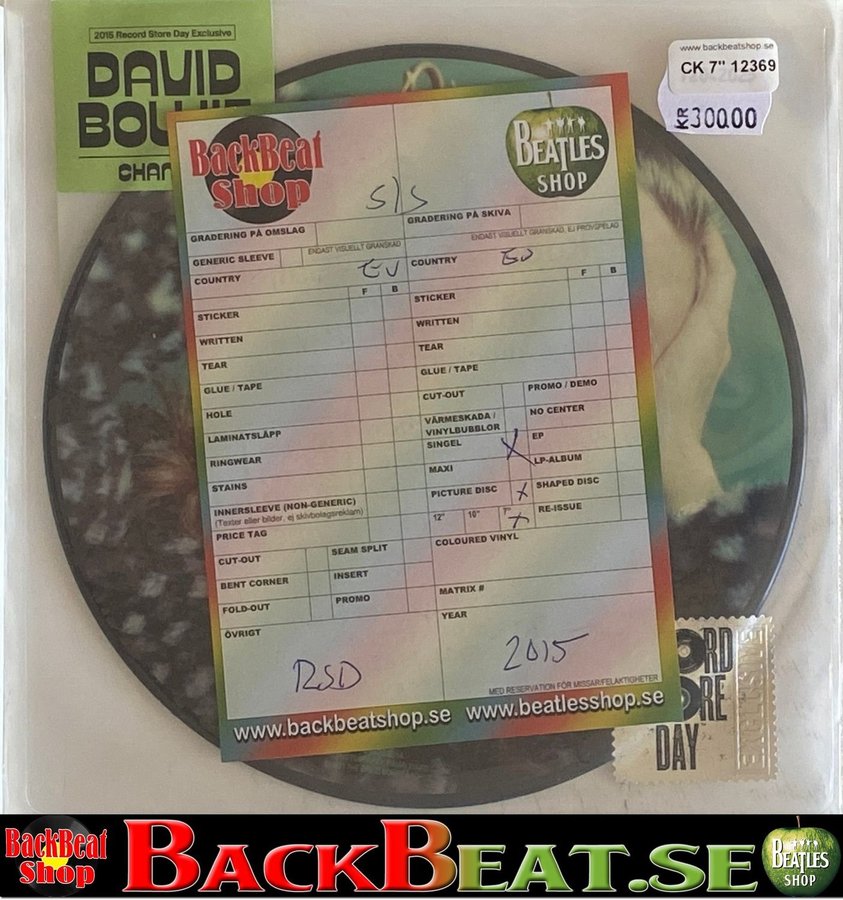 2015 Record Store Day Exclusive
DAVID
CHAN
www.backbeatshop.se
CK 7" 12369
KR 300.00
BackBeat
Shop
BEATLES
SHOP
S/S
GRADERING PÅ OMSLAG
GRADERING PÅ SKIVA
GENERIC SLEEVE
ENDAST VISUELLT GRANSKAD
ENDAST VISUELLT GRANSKAD, EJ PROVSPELAD
COUNTRY EU
COUNTRY EU
F B
F B
STICKER
STICKER
WRITTEN
WRITTEN
TEAR
TEAR
GLUE / TAPE
GLUE / TAPE
HOLE
CUT-OUT
PROMO / DEMO
LAMINATSLÄPP
VÄRMESKADA /
VINYLBUBBLOR
NO CENTER
RINGWEAR
SINGEL X
EP
STAINS
MAXI
LP-ALBUM
INNERSLEEVE (NON-GENERIC)
(Texter eller bilder, ej skivbolagsreklam)
PICTURE DISC X
SHAPED DISC
12" 10" 7" X
RE-ISSUE
PRICE TAG
COLOURED VINYL
CUT-OUT
SEAM SPLIT
BENT CORNER
INSERT
FOLD-OUT
PROMO
MATRIX #
ÖVRIGT
YEAR
RSD
2015
MED RESERVATION FÖR MISSAR/FELAKTIGHETER
www.backbeatshop.se www.beatlesshop.se
ORD
ORE
DAY
BackBeat
Shop
BACKBEAT.SE
BEATLES
SHOP